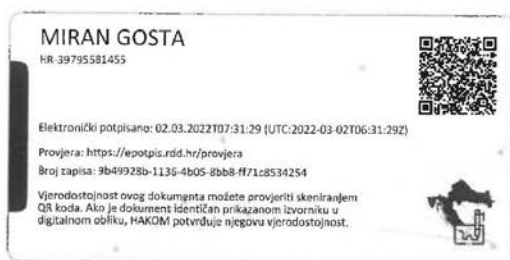 MIRAN GOSTA
HR-39795581455
Elektronički potpisano: 02.03.2022T07:31:29 (UTC:2022-03-02T06:31:29Z)
Provjera: https://epotpis.rdd.hr/provjera
Broj zapisa: 9b49928b-1136-4b05-8bb8-ff71c8534254
Vjerodostojnost ovog dokumenta možete provjeriti skeniranjem
QR koda. Ako je dokument identičan prikazanom izvorniku u
digitalnom obliku, HAKOM potvrđuje njegovu vjerodostojnost.